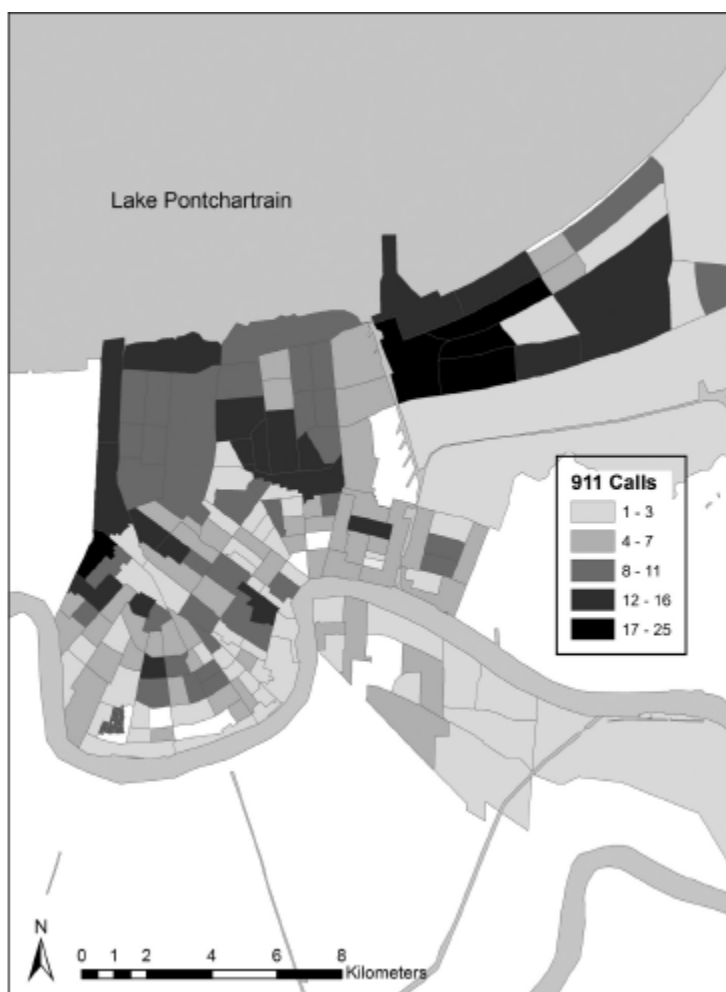 Lake Pontchartrain
911 Calls
1 - 3
4 - 7
8 - 11
12 - 16
17 - 25
N
0 1 2 4 6 8
Kilometers